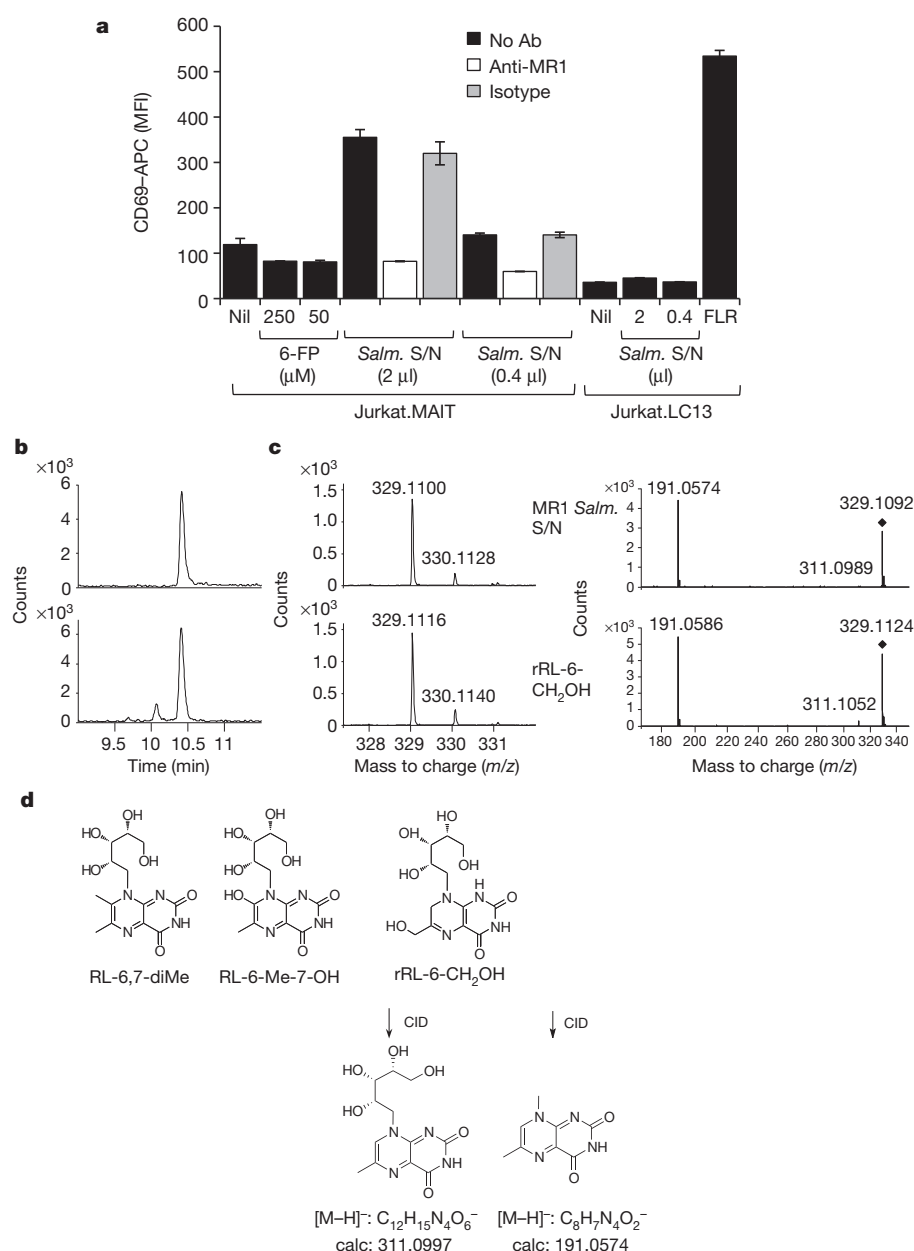 a
600
500
400
300
200
100
0
CD69–APC (MFI)
No Ab
Anti-MR1
Isotype
Nil 250 50 Nil 2 0.4 FLR
6-FP (μM)
Salm. S/N (2 μl)
Salm. S/N (0.4 μl)
Salm. S/N (μl)
Jurkat.MAIT
Jurkat.LC13
b
×10³
6
4
2
0
×10³
6
4
2
0
Counts
9.5 10 10.5 11
Time (min)
c
×10³
1.5
1.0
0.5
0
329.1100
330.1128
×10³
1.5
1.0
0.5
0
329.1116
330.1140
Counts
328 329 330 331
Mass to charge (m/z)
MR1 Salm. S/N
rRL-6-CH₂OH
×10³
5
4
3
2
1
0
191.0574
329.1092
311.0989
×10³
5
4
3
2
1
0
191.0586
329.1124
311.1052
Counts
180 200 220 240 260 280 300 320 340
Mass to charge (m/z)
d
OH
HO
HO
OH
HO
N
N
O
NH
N
O
RL-6,7-diMe
OH
HO
HO
OH
HO
HO
N
N
O
NH
N
O
RL-6-Me-7-OH
HO
HO
HO
OH
HO
H
N
N
O
NH
HO
N
O
rRL-6-CH₂OH
CID
CID
OH
HO
OH
HO
N
N
O
NH
N
O
N
N
O
NH
N
O
[M–H]⁻: C₁₂H₁₅N₄O₆⁻
calc: 311.0997
[M–H]⁻: C₈H₇N₄O₂⁻
calc: 191.0574